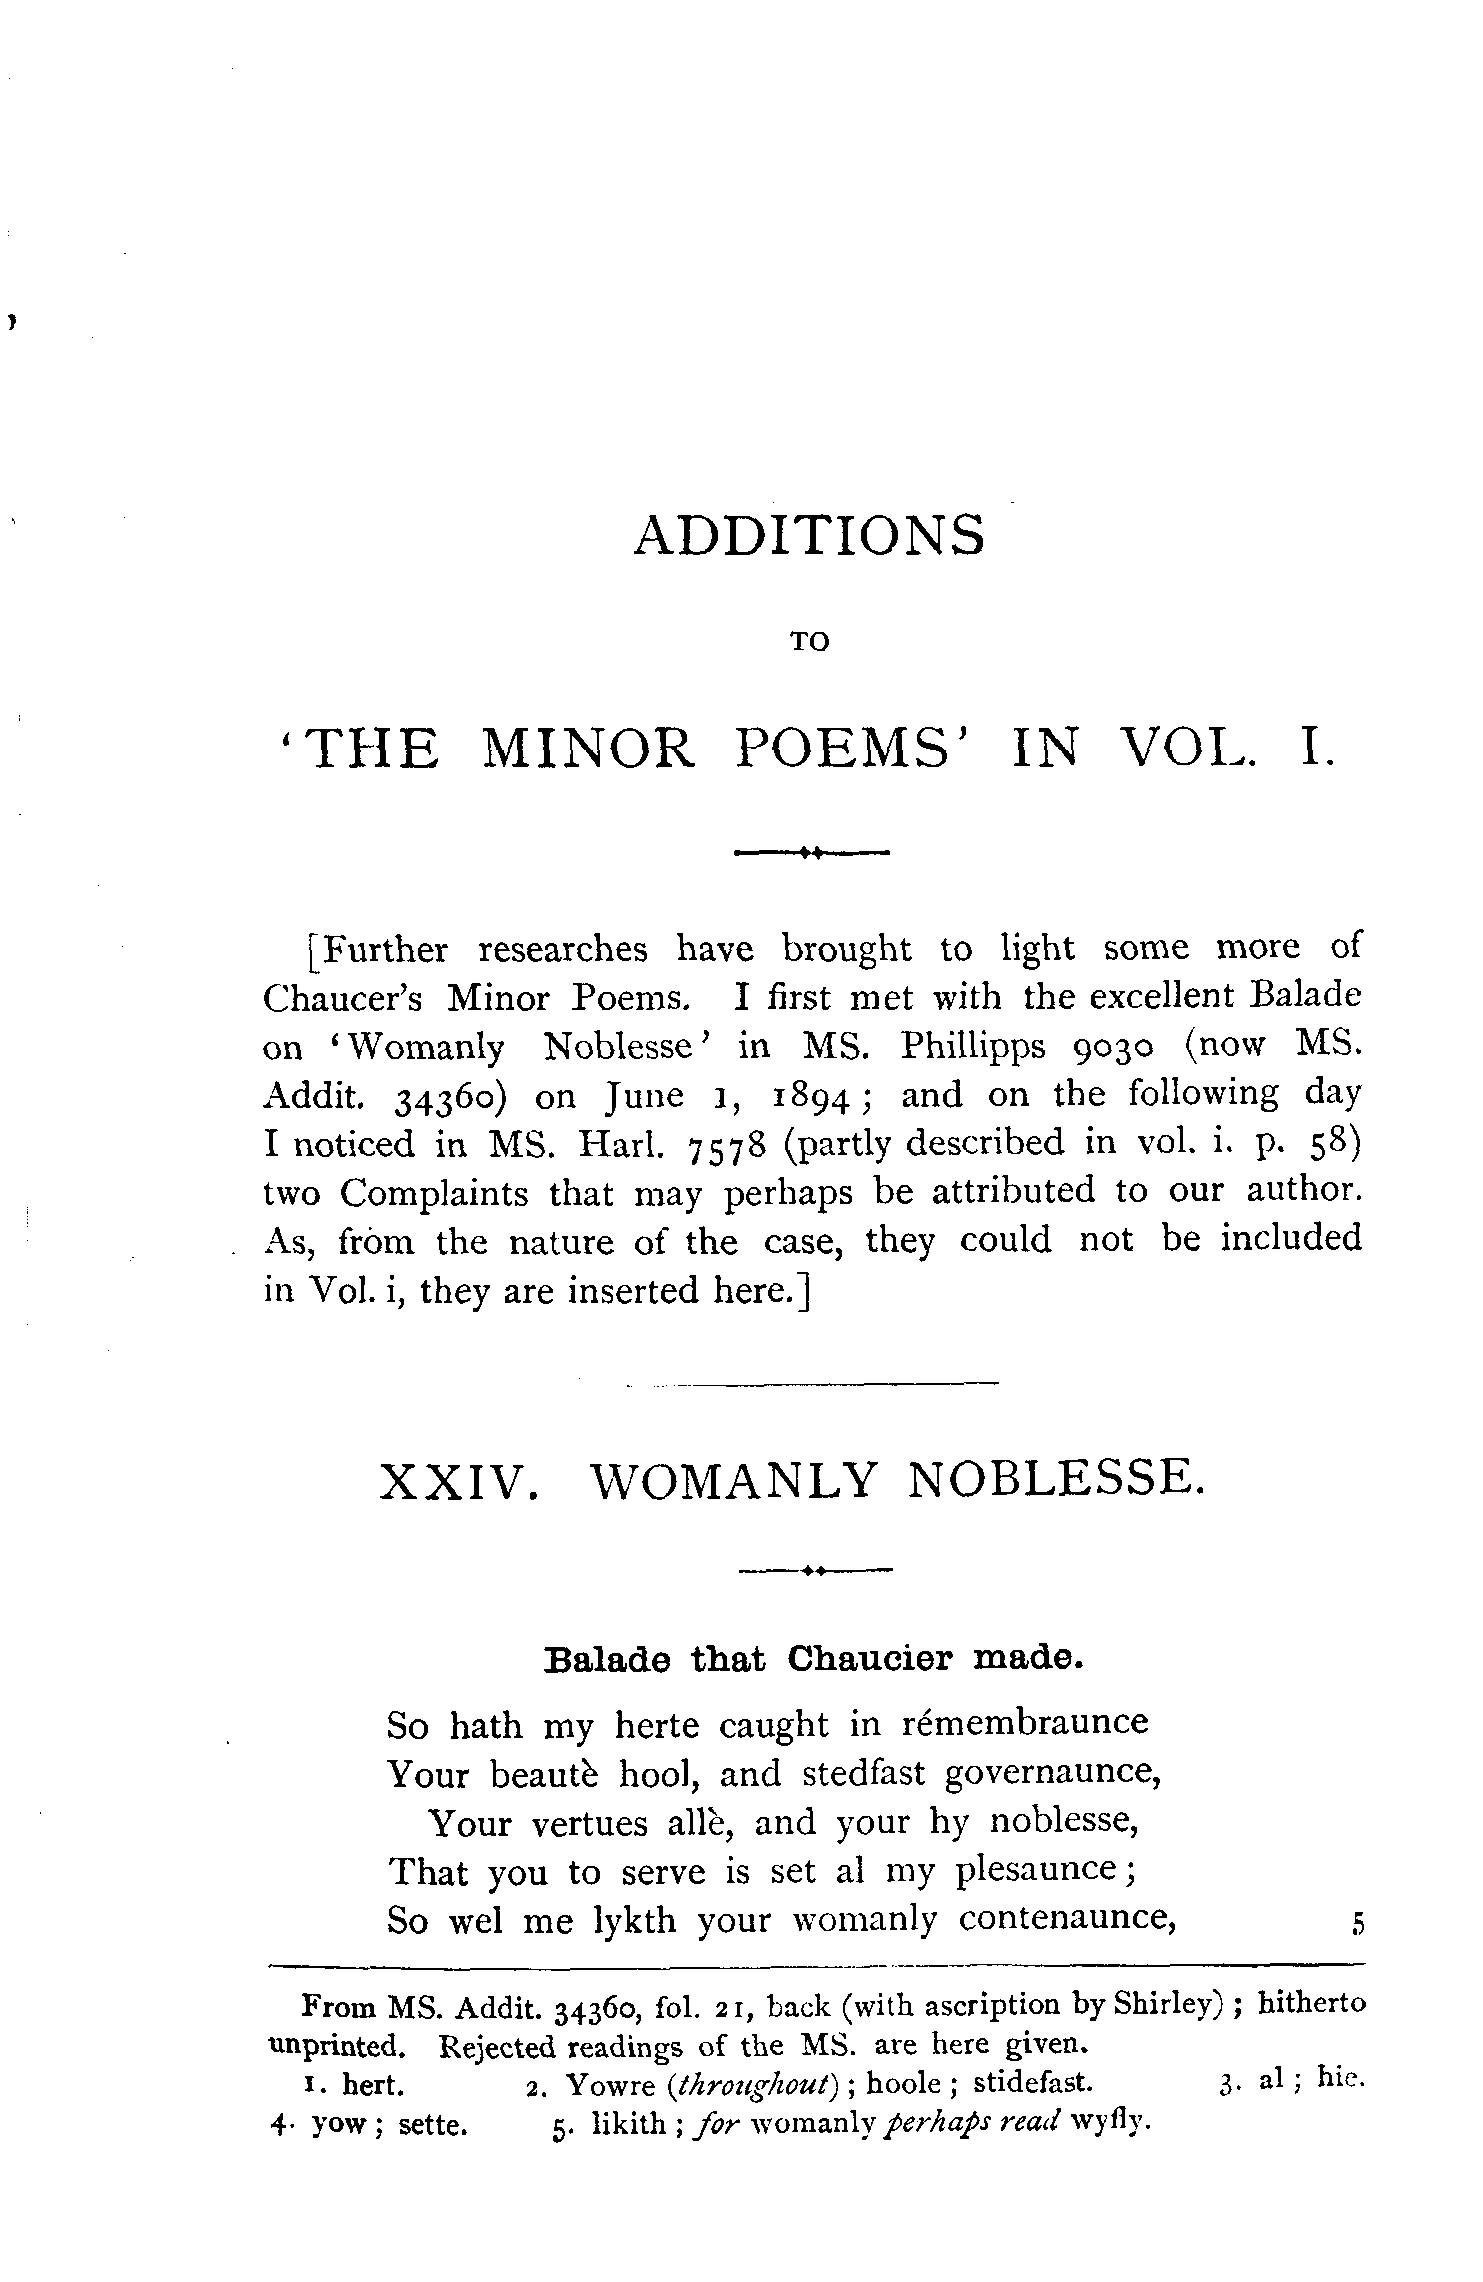 ADDITIONS
TO
‘THE MINOR POEMS’ IN VOL. I.
[Further researches have brought to light some more of
Chaucer’s Minor Poems. I first met with the excellent Balade
on ‘Womanly Noblesse’ in MS. Phillipps 9030 (now MS.
Addit. 34360) on June 1, 1894; and on the following day
I noticed in MS. Harl. 7578 (partly described in vol. i. p. 58)
two Complaints that may perhaps be attributed to our author.
As, from the nature of the case, they could not be included
in Vol. i, they are inserted here.]
XXIV. WOMANLY NOBLESSE.
Balade that Chaucier made.
So hath my herte caught in rémembraunce
Your beautè hool, and stedfast governaunce,
Your vertues allè, and your hy noblesse,
That you to serve is set al my plesaunce;
So wel me lykth your womanly contenaunce, 5
From MS. Addit. 34360, fol. 21, back (with ascription by Shirley); hitherto
unprinted. Rejected readings of the MS. are here given.
1. hert. 2. Yowre (throughout); hoole; stidefast. 3. al; hie.
4. yow; sette. 5. likith; for womanly perhaps read wyfly.